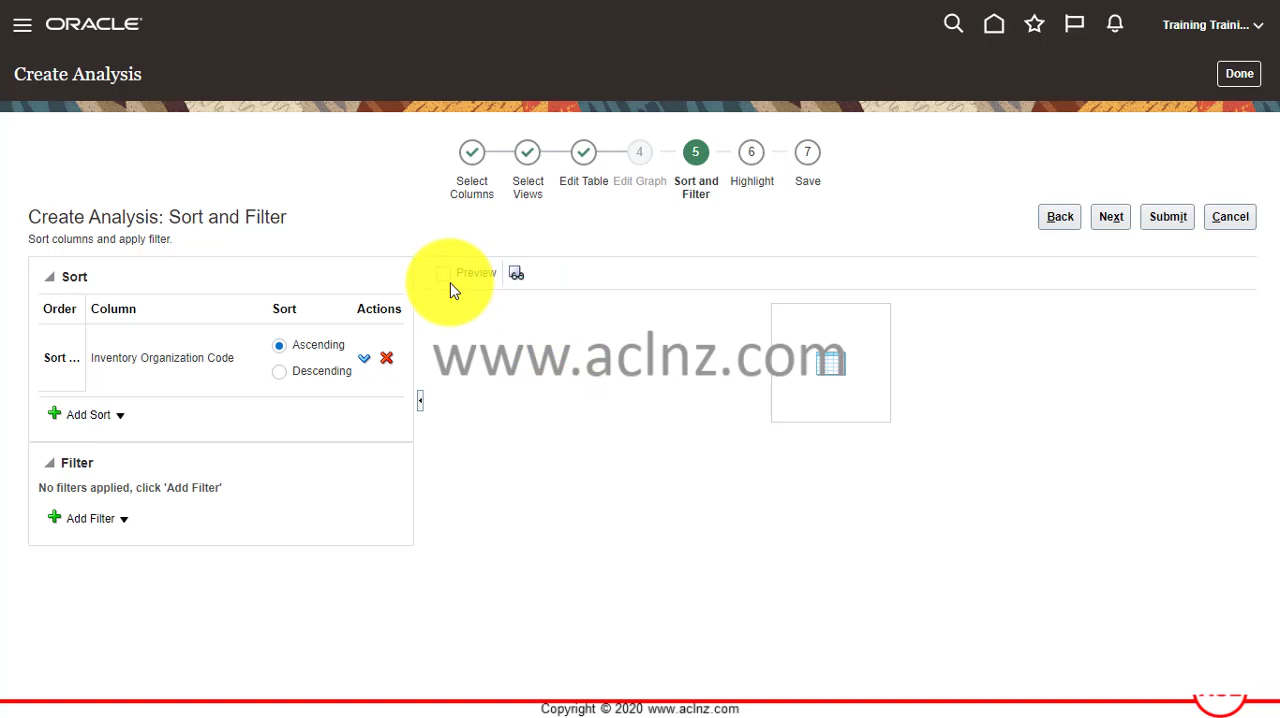 ORACLE
Training Traini...
Create Analysis
Done
4 5 6 7
Select Columns
Select Views
Edit Table
Edit Graph
Sort and Filter
Highlight
Save
Create Analysis: Sort and Filter
Sort columns and apply filter.
Back Next Submit Cancel
Sort
Preview
Order Column Sort Actions
Sort ... Inventory Organization Code
Ascending
Descending
www.aclnz.com
Add Sort
Filter
No filters applied, click 'Add Filter'
Add Filter
Copyright © 2020 www.aclnz.com